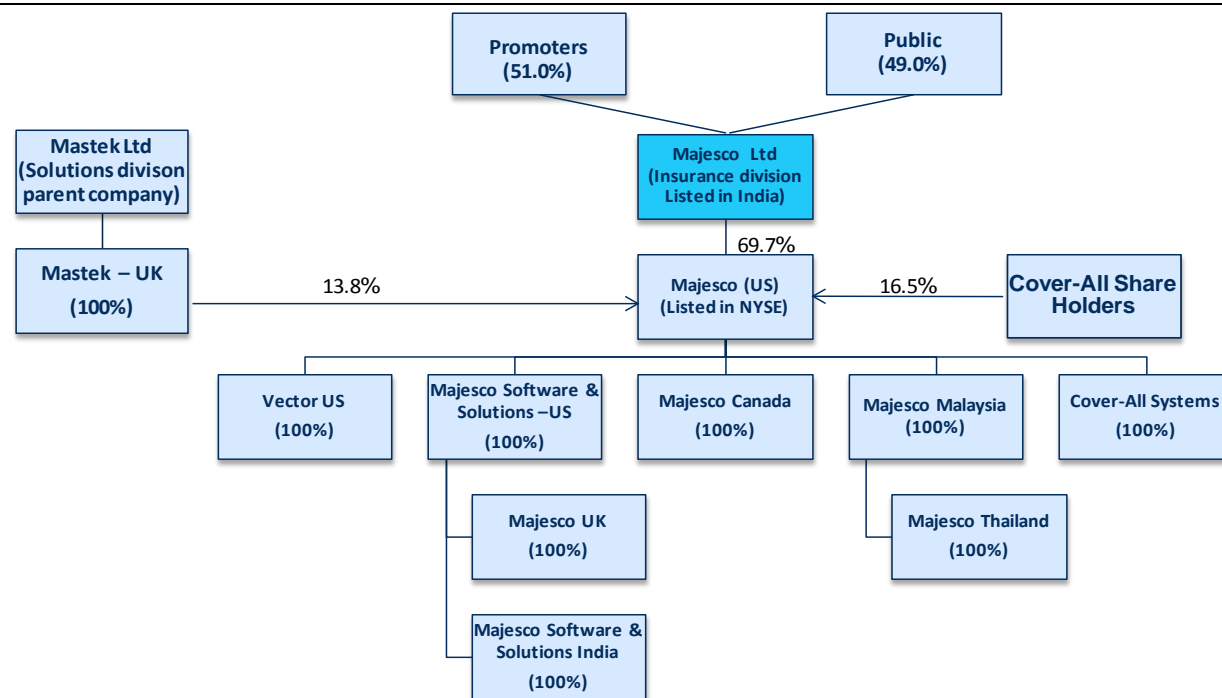 Promoters
(51.0%)
Public
(49.0%)
Mastek Ltd
(Solutions divison
parent company)
Majesco Ltd
(Insurance division
Listed in India)
69.7%
Mastek – UK
(100%)
13.8%
Majesco (US)
(Listed in NYSE)
16.5%
Cover-All Share
Holders
Vector US
(100%)
Majesco Software &
Solutions –US
(100%)
Majesco Canada
(100%)
Majesco Malaysia
(100%)
Cover-All Systems
(100%)
Majesco UK
(100%)
Majesco Thailand
(100%)
Majesco Software &
Solutions India
(100%)